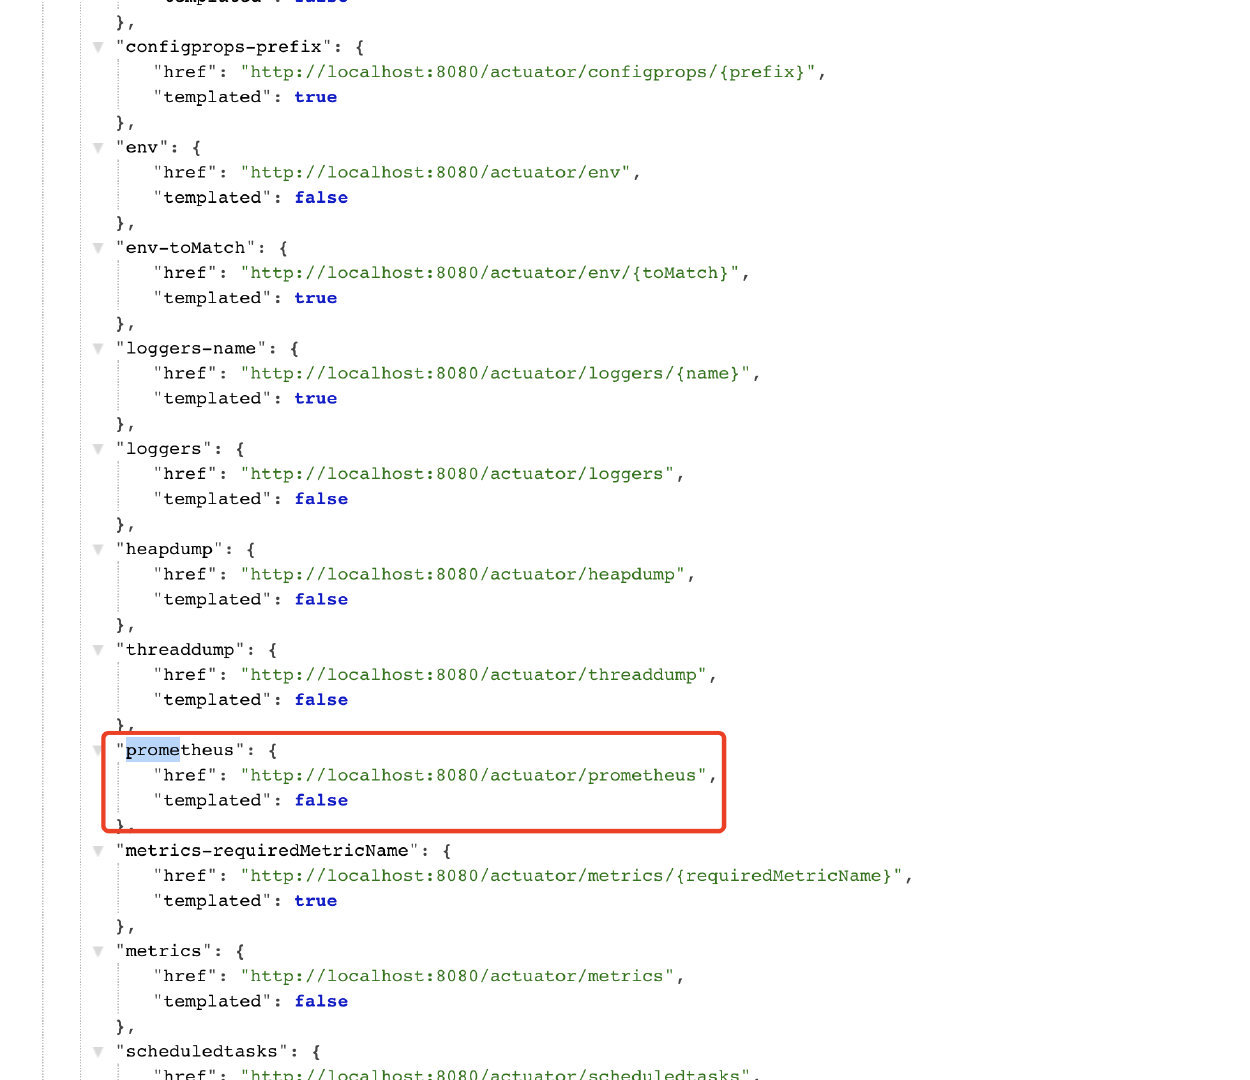 "templated": false
},
"configprops-prefix": {
"href": "http://localhost:8080/actuator/configprops/{prefix}",
"templated": true
},
"env": {
"href": "http://localhost:8080/actuator/env",
"templated": false
},
"env-toMatch": {
"href": "http://localhost:8080/actuator/env/{toMatch}",
"templated": true
},
"loggers-name": {
"href": "http://localhost:8080/actuator/loggers/{name}",
"templated": true
},
"loggers": {
"href": "http://localhost:8080/actuator/loggers",
"templated": false
},
"heapdump": {
"href": "http://localhost:8080/actuator/heapdump",
"templated": false
},
"threaddump": {
"href": "http://localhost:8080/actuator/threaddump",
"templated": false
},
"prometheus": {
"href": "http://localhost:8080/actuator/prometheus",
"templated": false
},
"metrics-requiredMetricName": {
"href": "http://localhost:8080/actuator/metrics/{requiredMetricName}",
"templated": true
},
"metrics": {
"href": "http://localhost:8080/actuator/metrics",
"templated": false
},
"scheduledtasks": {
"href": "http://localhost:8080/actuator/scheduledtasks",